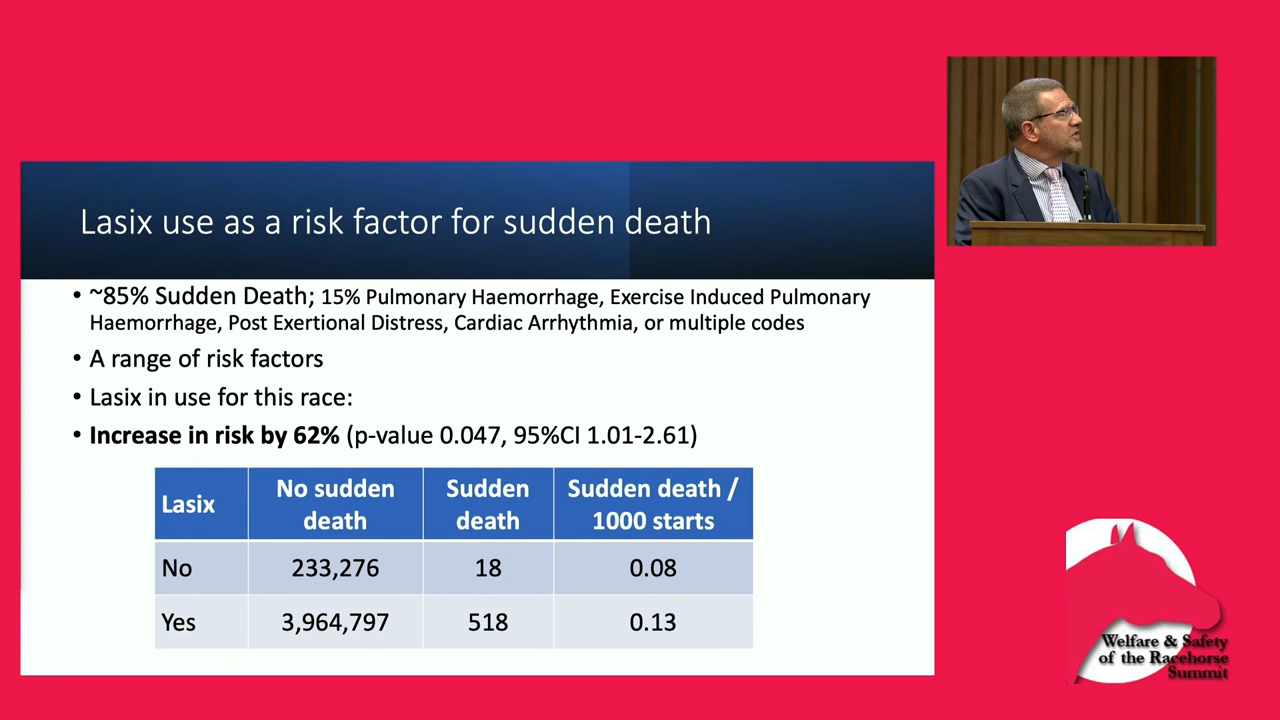 Lasix use as a risk factor for sudden death
• ~85% Sudden Death; 15% Pulmonary Haemorrhage, Exercise Induced Pulmonary
Haemorrhage, Post Exertional Distress, Cardiac Arrhythmia, or multiple codes
• A range of risk factors
• Lasix in use for this race:
• Increase in risk by 62% (p-value 0.047, 95%CI 1.01-2.61)
Lasix No sudden death Sudden death Sudden death / 1000 starts
No 233,276 18 0.08
Yes 3,964,797 518 0.13
Welfare & Safety
of the Racehorse
Summit